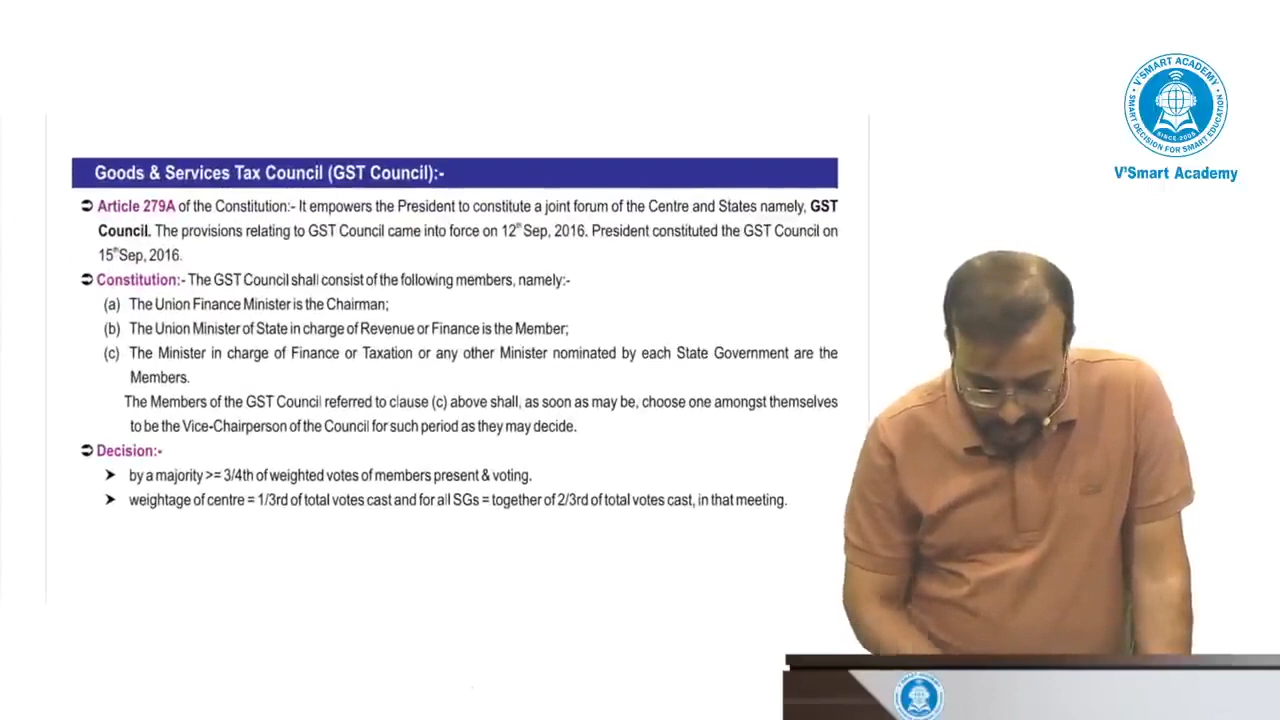 V'SMART ACADEMY
SMART DECISION FOR SMART EDUCATION
SINCE.2005
V'Smart Academy
Goods & Services Tax Council (GST Council):-
➲ Article 279A of the Constitution:- It empowers the President to constitute a joint forum of the Centre and States namely, GST
Council. The provisions relating to GST Council came into force on 12th Sep, 2016. President constituted the GST Council on
15thSep, 2016.
➲ Constitution:- The GST Council shall consist of the following members, namely:-
(a) The Union Finance Minister is the Chairman;
(b) The Union Minister of State in charge of Revenue or Finance is the Member;
(c) The Minister in charge of Finance or Taxation or any other Minister nominated by each State Government are the
Members.
The Members of the GST Council referred to clause (c) above shall, as soon as may be, choose one amongst themselves
to be the Vice-Chairperson of the Council for such period as they may decide.
➲ Decision:-
➤ by a majority >= 3/4th of weighted votes of members present & voting.
➤ weightage of centre = 1/3rd of total votes cast and for all SGs = together of 2/3rd of total votes cast, in that meeting.